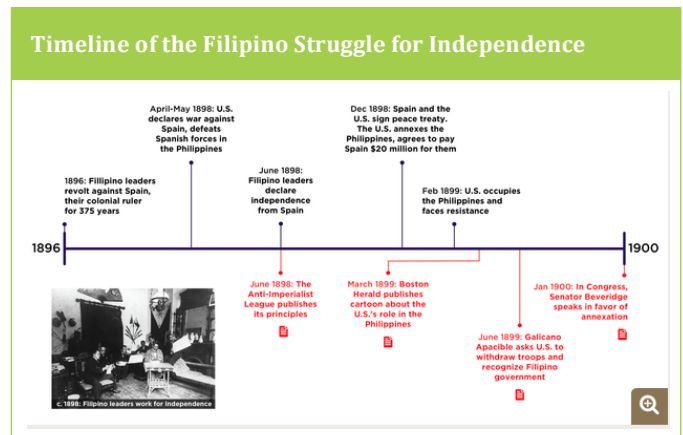 Timeline of the Filipino Struggle for Independence
April-May 1898: U.S.
declares war against
Spain, defeats
Spanish forces in
the Philippines
Dec 1898: Spain and the
U.S. sign peace treaty.
The U.S. annexes the
Philippines, agrees to pay
Spain $20 million for them
1896: Fillipino leaders
revolt against Spain,
their colonial ruler
for 375 years
June 1898:
Filipino leaders
declare
independence
from Spain
Feb 1899: U.S. occupies
the Philippines and
faces resistance
1896
1900
June 1898: The
Anti-Imperialist
League publishes
its principles
March 1899: Boston
Herald publishes
cartoon about the
U.S.'s role in the
Philippines
Jan 1900: In Congress,
Senator Beveridge
speaks in favor of
annexation
June 1899: Galicano
Apacible asks U.S. to
withdraw troops and
recognize Filipino
government
c. 1898: Filipino leaders work for independence